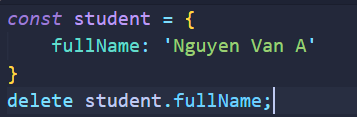 const student = {
    fullName: 'Nguyen Van A'
}
delete student.fullName;